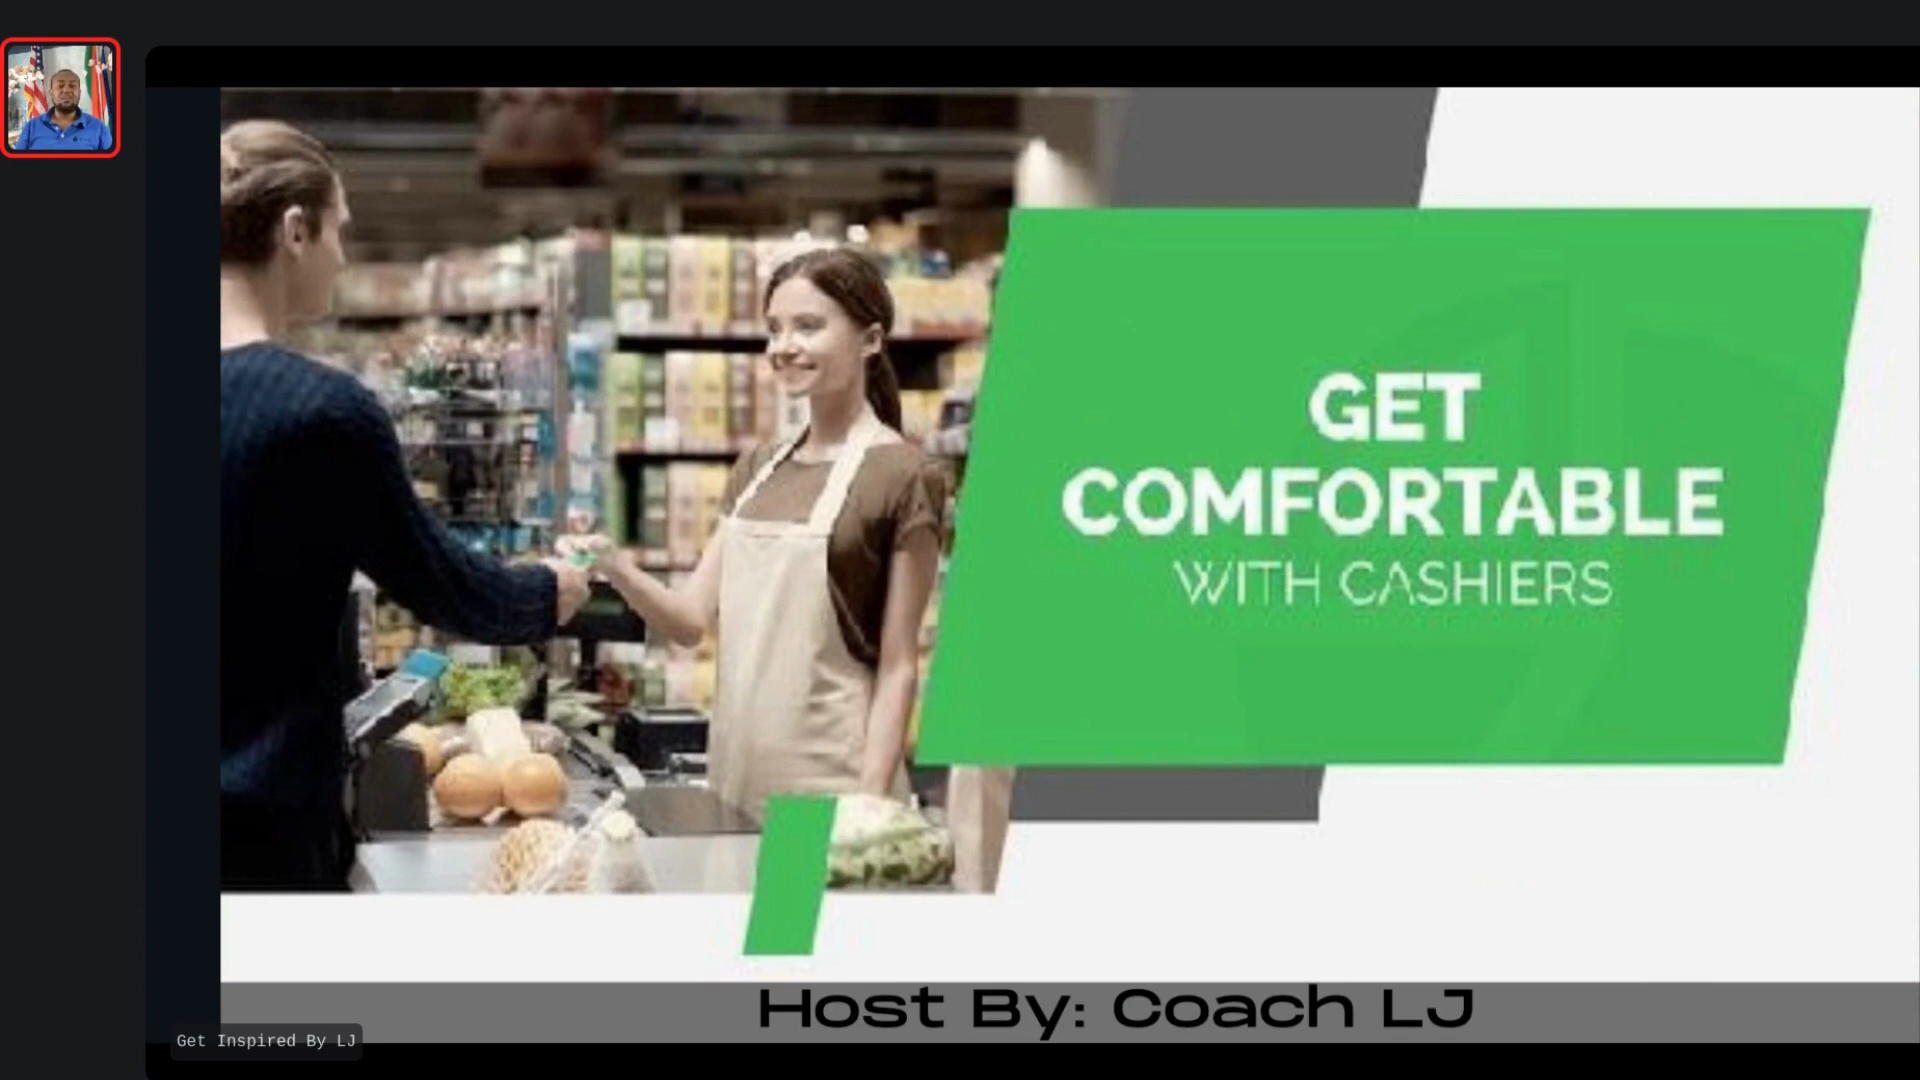 GET
COMFORTABLE
WITH CASHIERS
Host By: Coach LJ
Get Inspired By LJ